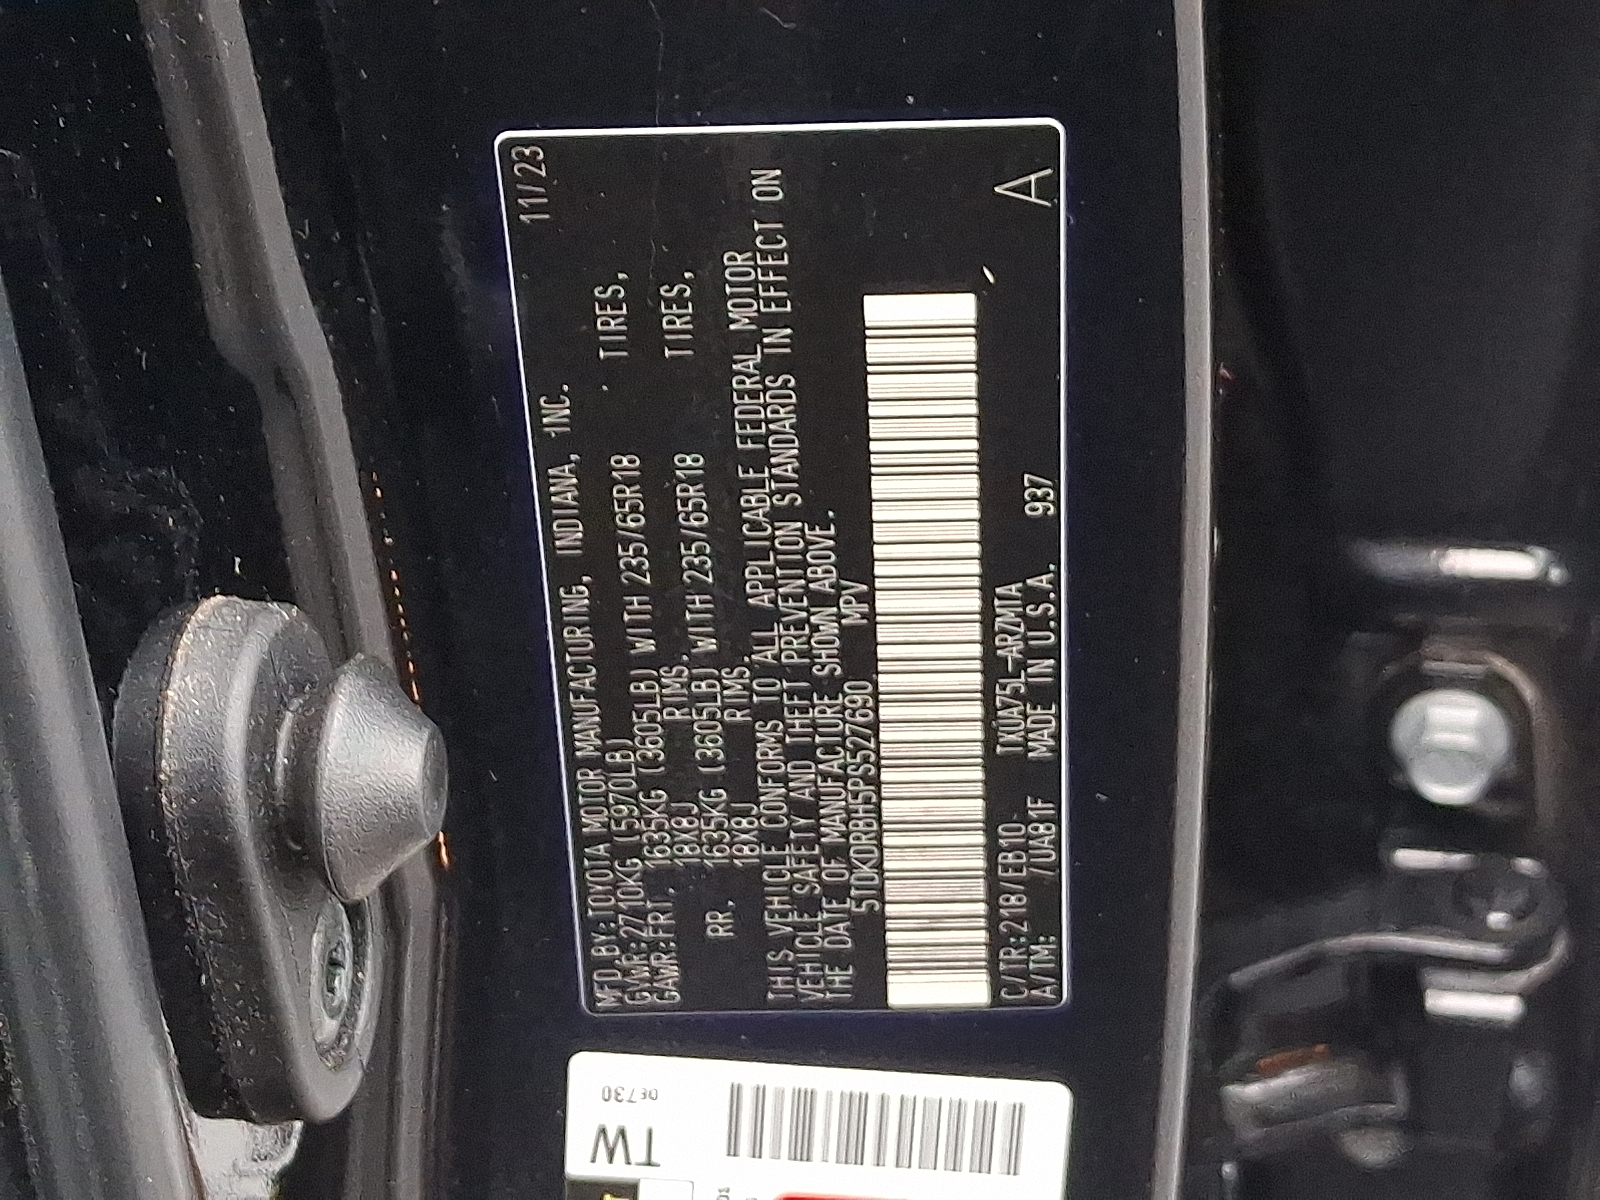 11/23
MFD.BY:TOYOTA MOTOR MANUFACTURING, INDIANA, INC.
GVWR:2710KG (5970LB)
GAWR:FRT, 1635KG (3605LB) WITH 235/65R18 TIRES,
18X8J RIMS,
RR, 1635KG (3605LB) WITH 235/65R18 TIRES,
18X8J RIMS,
THIS VEHICLE CONFORMS TO ALL APPLICABLE FEDERAL MOTOR
VEHICLE SAFETY AND THEFT PREVENTION STANDARDS IN EFFECT ON
THE DATE OF MANUFACTURE SHOWN ABOVE.
5TDKDRBH5PS527690 MPV
C/TR:218/EB10 TXUA75L-ARZM1A 937
A/TM: /UA81F MADE IN U.S.A.
A
TW
0E730